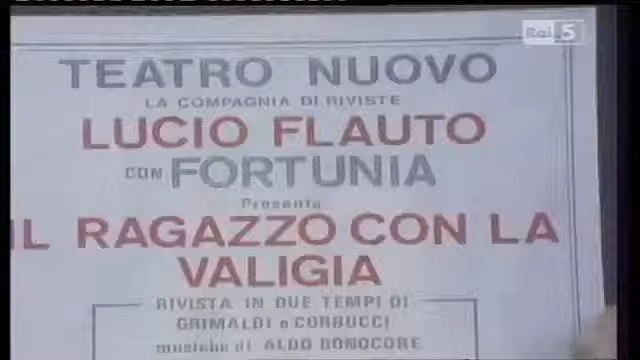 Rai 5
TEATRO NUOVO
LA COMPAGNIA DI RIVISTE
LUCIO FLAUTO
CON FORTUNIA
Presenta
IL RAGAZZO CON LA
VALIGIA
RIVISTA IN DUE TEMPI DI
GRIMALDI e CORBUCCI
musiche di ALDO BONOCORE